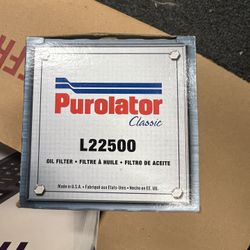 Purolator
Classic
L22500
OIL FILTER • FILTRE À HUILE • FILTRO DE ACEITE
Made in U.S.A. • Fabriqué aux États-Unis • Hecho en EE. UU.